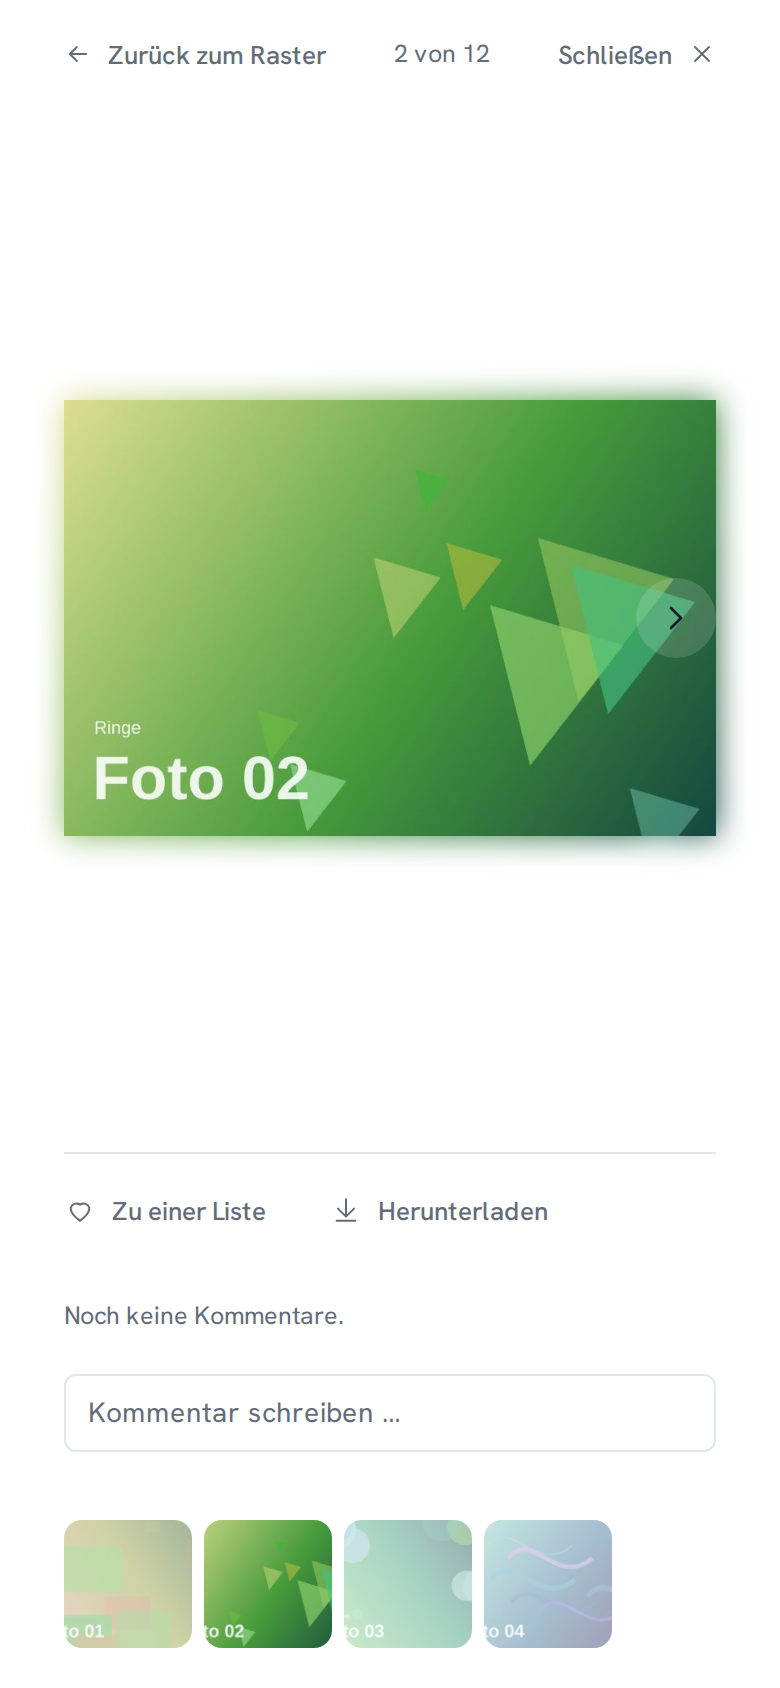 Zurück zum Raster
2 von 12
Schließen
Ringe
Foto 02
Zu einer Liste
Herunterladen
Noch keine Kommentare.
Kommentar schreiben ...
to 01
to 02
to 03
to 04